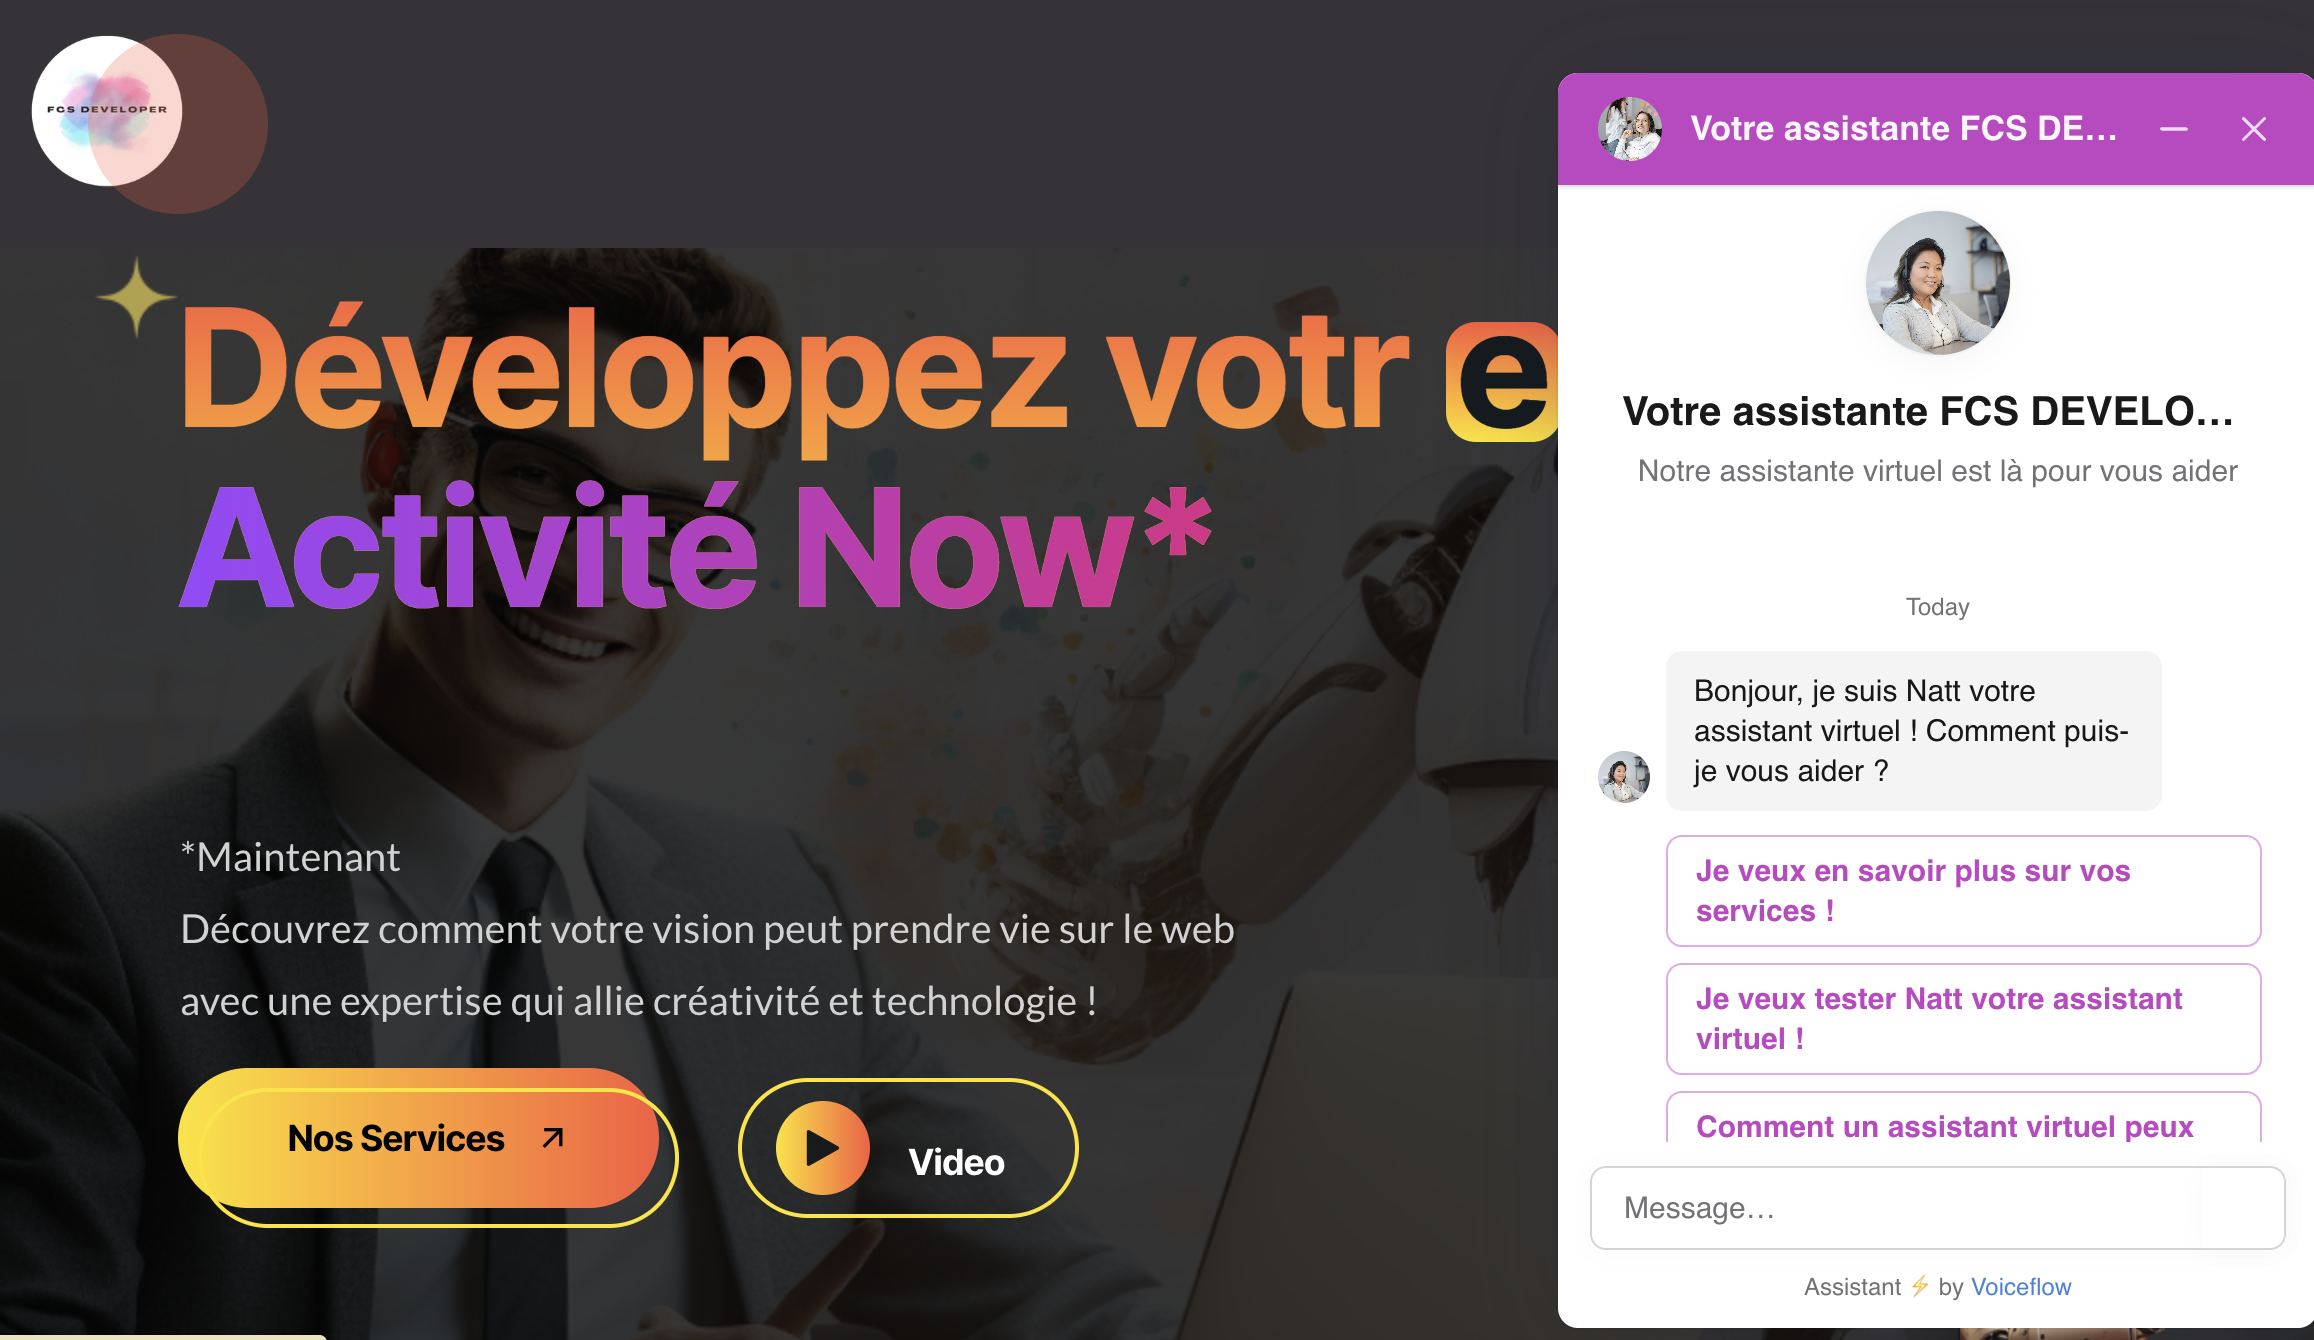 FCS DEVELOPER
Développez votr e
Activité Now*
*Maintenant
Découvrez comment votre vision peut prendre vie sur le web
avec une expertise qui allie créativité et technologie !
Nos Services
Video
Votre assistante FCS DE...
Votre assistante FCS DEVELO...
Notre assistante virtuel est là pour vous aider
Today
Bonjour, je suis Natt votre
assistant virtuel ! Comment puis-
je vous aider ?
Je veux en savoir plus sur vos
services !
Je veux tester Natt votre assistant
virtuel !
Comment un assistant virtuel peux
Message...
Assistant ⚡ by Voiceflow